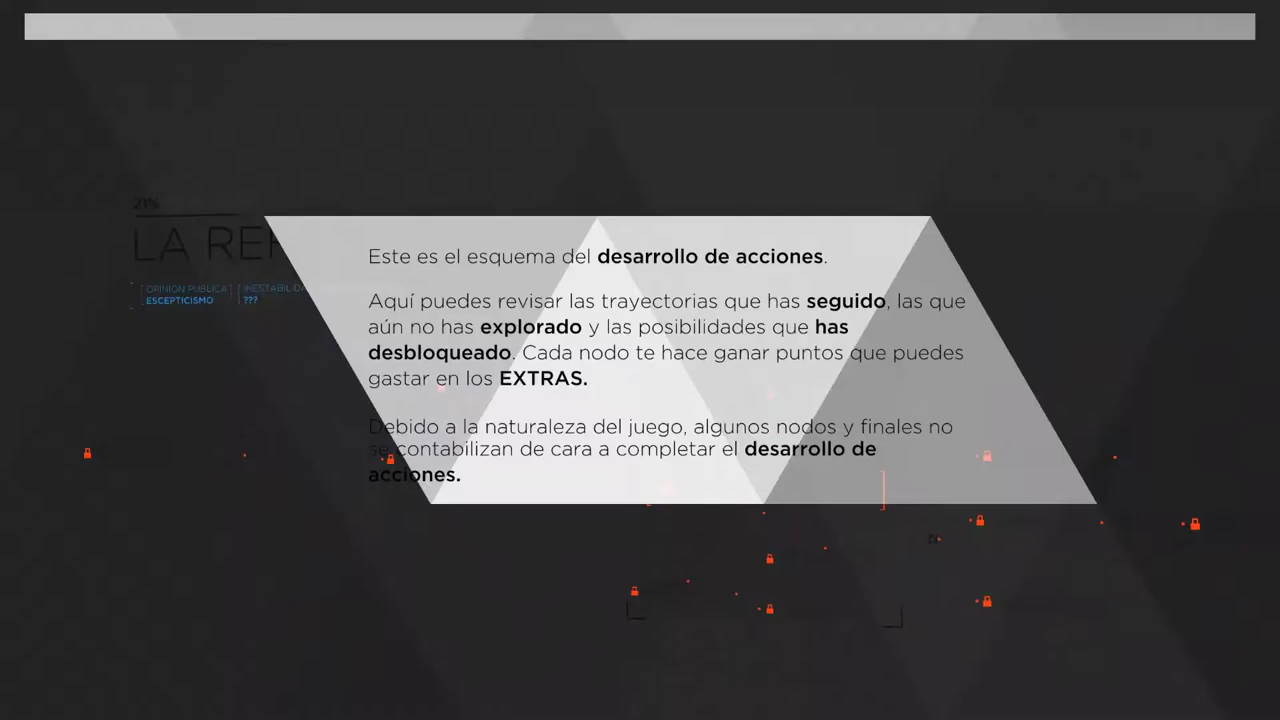 21%
LA REF
OPINIÓN PÚBLICA
INESTABILIDA
ESCEPTICISMO
???
Este es el esquema del desarrollo de acciones.
Aquí puedes revisar las trayectorias que has seguido, las que
aún no has explorado y las posibilidades que has
desbloqueado. Cada nodo te hace ganar puntos que puedes
gastar en los EXTRAS.
Debido a la naturaleza del juego, algunos nodos y finales no
se contabilizan de cara a completar el desarrollo de
acciones.